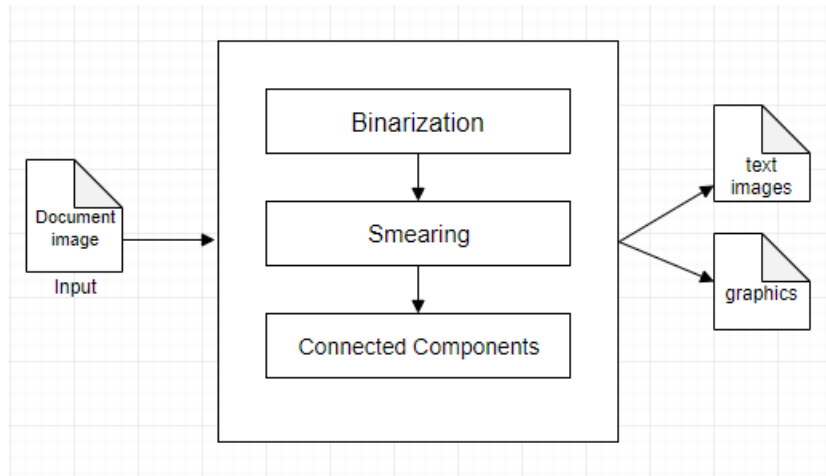 Document
image
Input
Binarization
Smearing
Connected Components
text
images
graphics